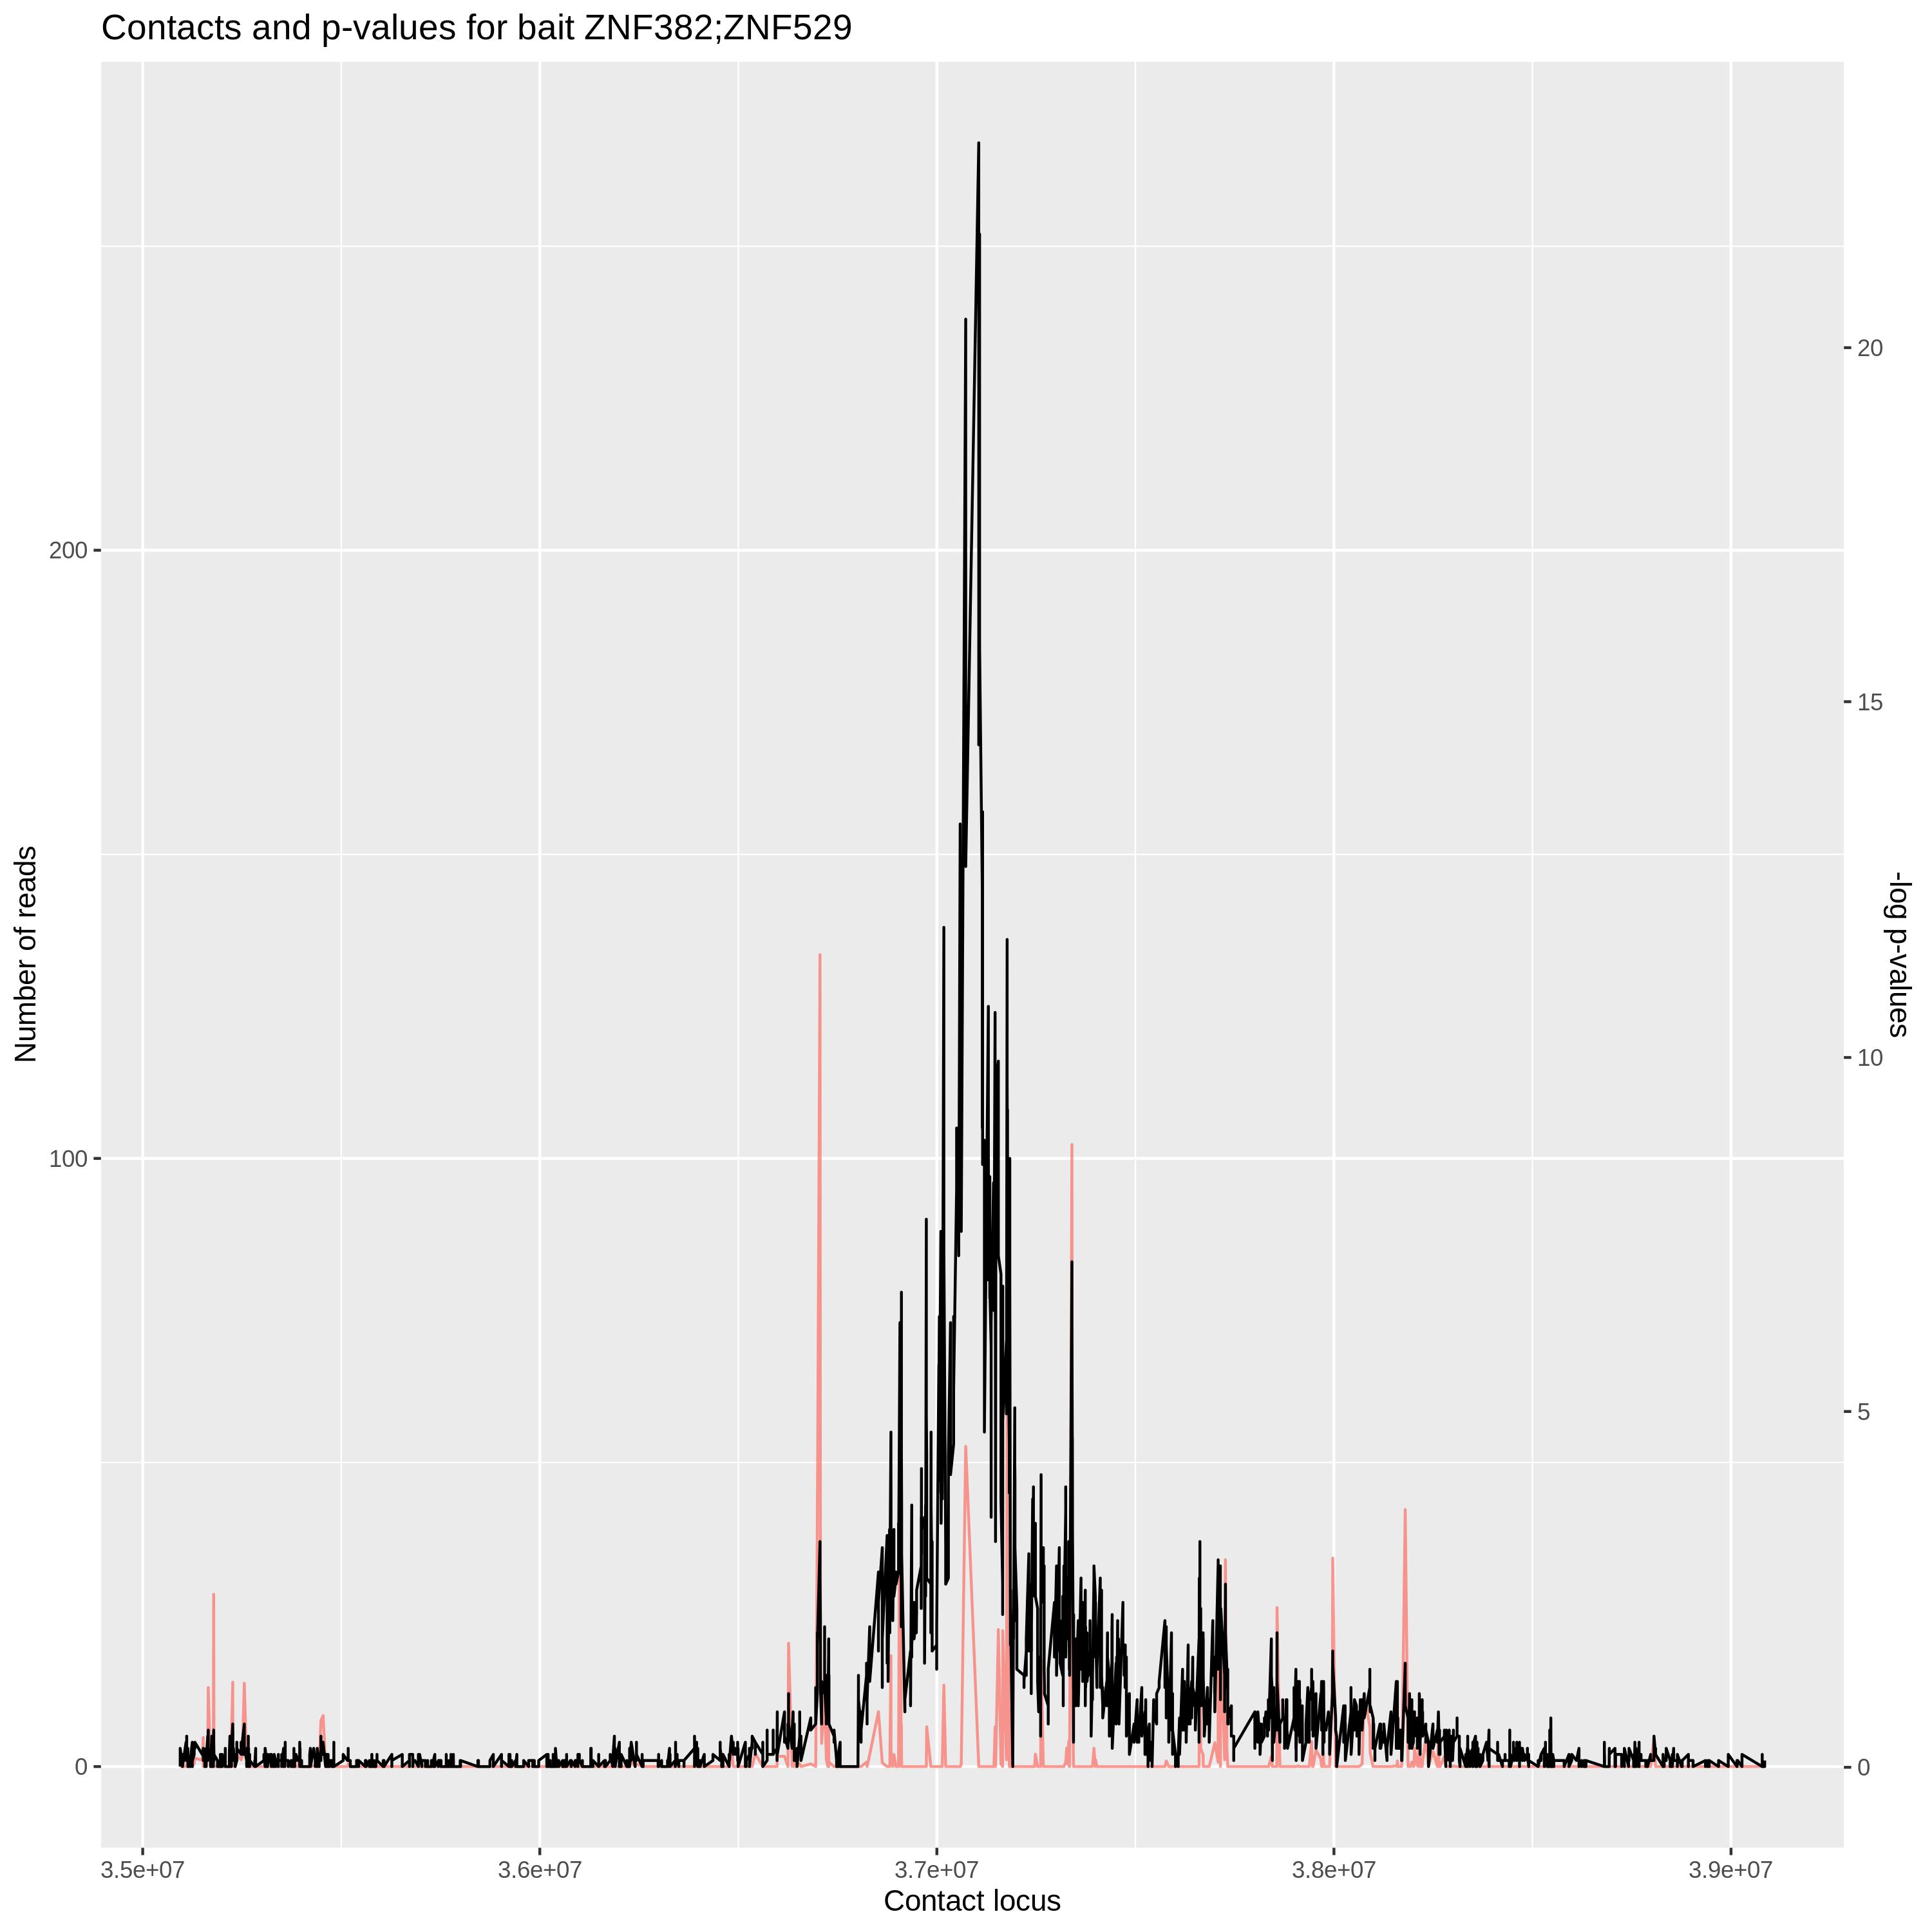 Contacts and p-values for bait ZNF382;ZNF529
Number of reads
200
100
0
20
15
10
5
0
-log p-values
3.5e+07
3.6e+07
3.7e+07
3.8e+07
3.9e+07
Contact locus